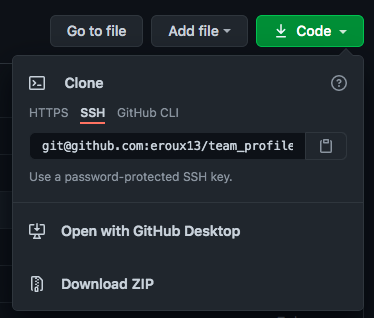 Go to file Add file Code
Clone
HTTPS SSH GitHub CLI
git@github.com:eroux13/team_profile
Use a password-protected SSH key.
Open with GitHub Desktop
Download ZIP